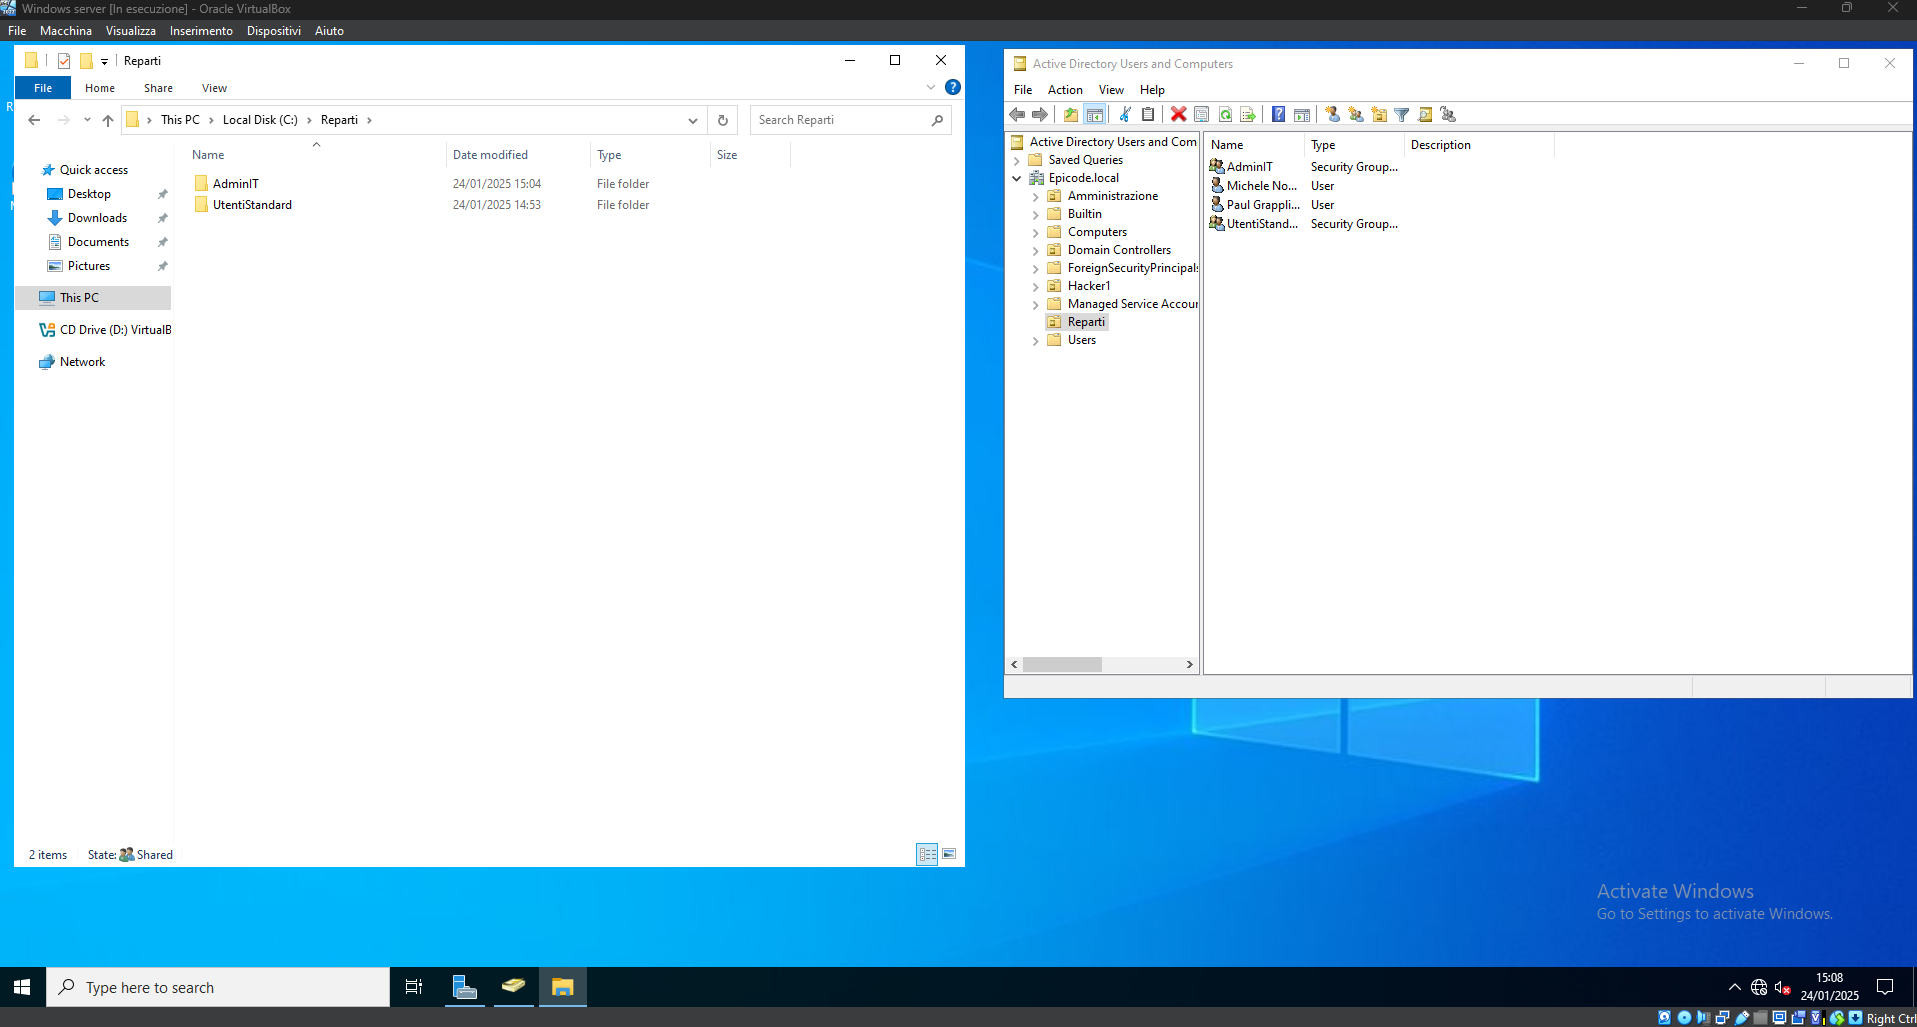 Windows server [In esecuzione] - Oracle VirtualBox
File Macchina Visualizza Inserimento Dispositivi Aiuto
Reparti
File Home Share View
This PC Local Disk (C:) Reparti
Search Reparti
Name Date modified Type Size
AdminIT 24/01/2025 15:04 File folder
UtentiStandard 24/01/2025 14:53 File folder
Quick access
Desktop
Downloads
Documents
Pictures
This PC
CD Drive (D:) VirtualB
Network
2 items State: Shared
Active Directory Users and Computers
File Action View Help
Active Directory Users and Com
Saved Queries
Epicode.local
Amministrazione
Builtin
Computers
Domain Controllers
ForeignSecurityPrincipals
Hacker1
Managed Service Accour
Reparti
Users
Name Type Description
AdminIT Security Group...
Michele No... User
Paul Grappli... User
UtentiStand... Security Group...
Activate Windows
Go to Settings to activate Windows.
Type here to search
15:08
24/01/2025
Right Ctrl